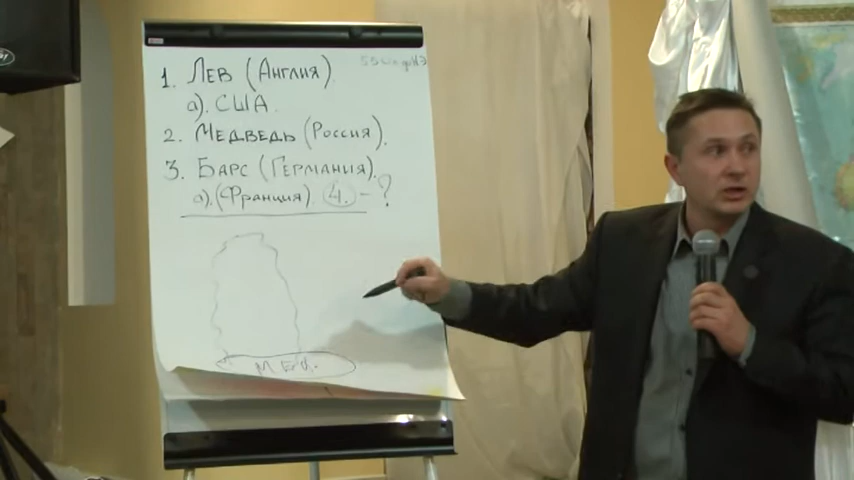 1. Лев (Англия)
а). США.
2. Медведь (Россия).
3. Барс (Германия).
а). (Франция) 4. - ?
М.Е.Ц.